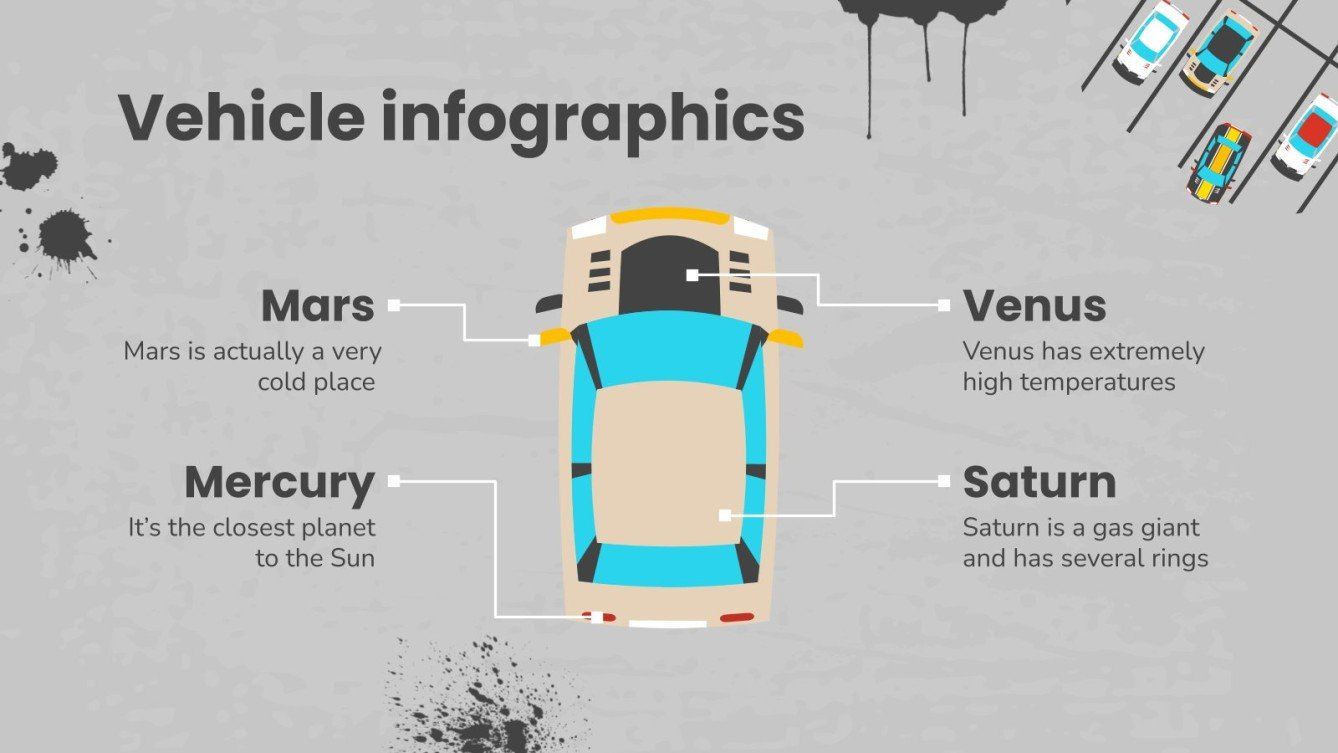 Vehicle infographics
Mars
Mars is actually a very
cold place
Venus
Venus has extremely
high temperatures
Mercury
It’s the closest planet
to the Sun
Saturn
Saturn is a gas giant
and has several rings